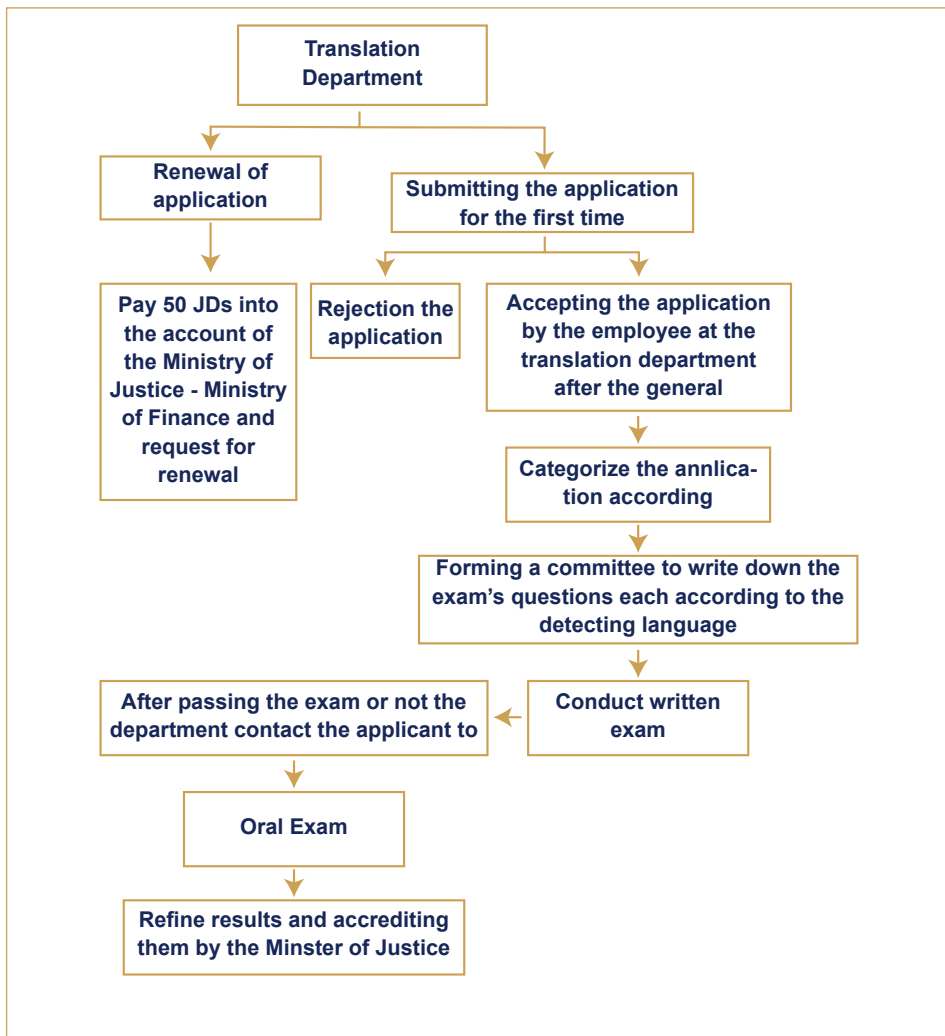 Translation
Department
Renewal of
application
Submitting the application
for the first time
Pay 50 JDs into
the account of
the Ministry of
Justice - Ministry
of Finance and
request for
renewal
Rejection the
application
Accepting the application
by the employee at the
translation department
after the general
Categorize the annlica-
tion according
Forming a committee to write down the
exam’s questions each according to the
detecting language
Conduct written
exam
After passing the exam or not the
department contact the applicant to
Oral Exam
Refine results and accrediting
them by the Minster of Justice